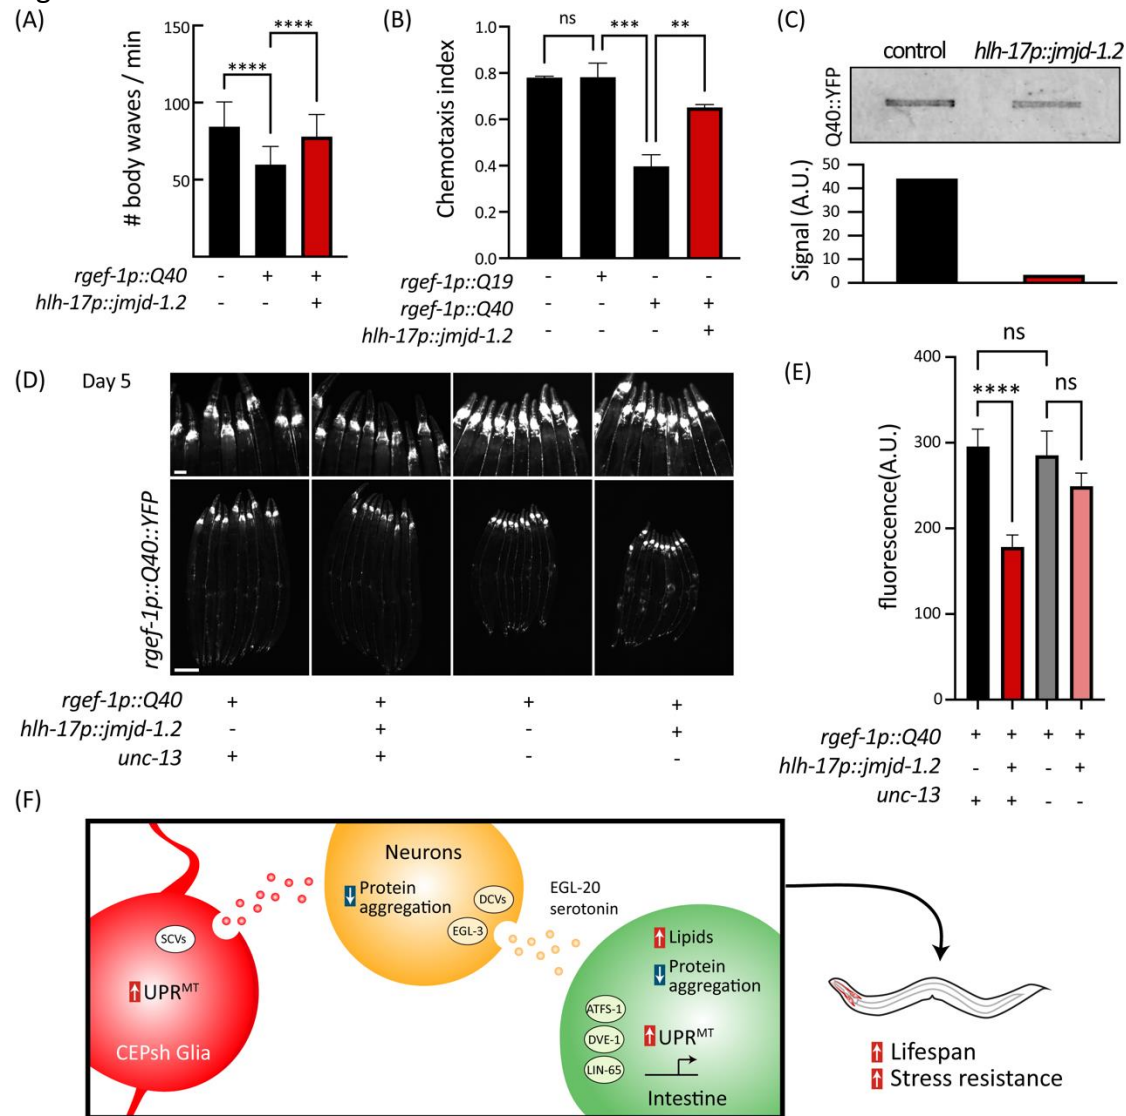 (A)
# body waves / min
150
100
50
****
****
rgef-1p::Q40 - + +
hlh-17p::jmjd-1.2 - - +
(B)
Chemotaxis index
1.0
0.8
0.6
0.4
0.2
0.0
ns
***
**
rgef-1p::Q19 - + - -
rgef-1p::Q40 - - + +
hlh-17p::jmjd-1.2 - - - +
(C)
control hlh-17p::jmjd-1.2
Q40::YFP
Signal (A.U.)
50
40
30
20
10
0
(D) Day 5
rgef-1p::Q40::YFP
rgef-1p::Q40 + + + +
hlh-17p::jmjd-1.2 - + - +
unc-13 + + - -
(E)
fluorescence(A.U.)
400
300
200
100
0
ns
****
ns
rgef-1p::Q40 + + + +
hlh-17p::jmjd-1.2 - + - +
unc-13 + + - -
(F)
SCVs
UPRMT
CEPsh Glia
Neurons
Protein
aggregation
DCVs
EGL-3
EGL-20
serotonin
Lipids
Protein
aggregation
ATFS-1
DVE-1
LIN-65
UPRMT
Intestine
Lifespan
Stress resistance